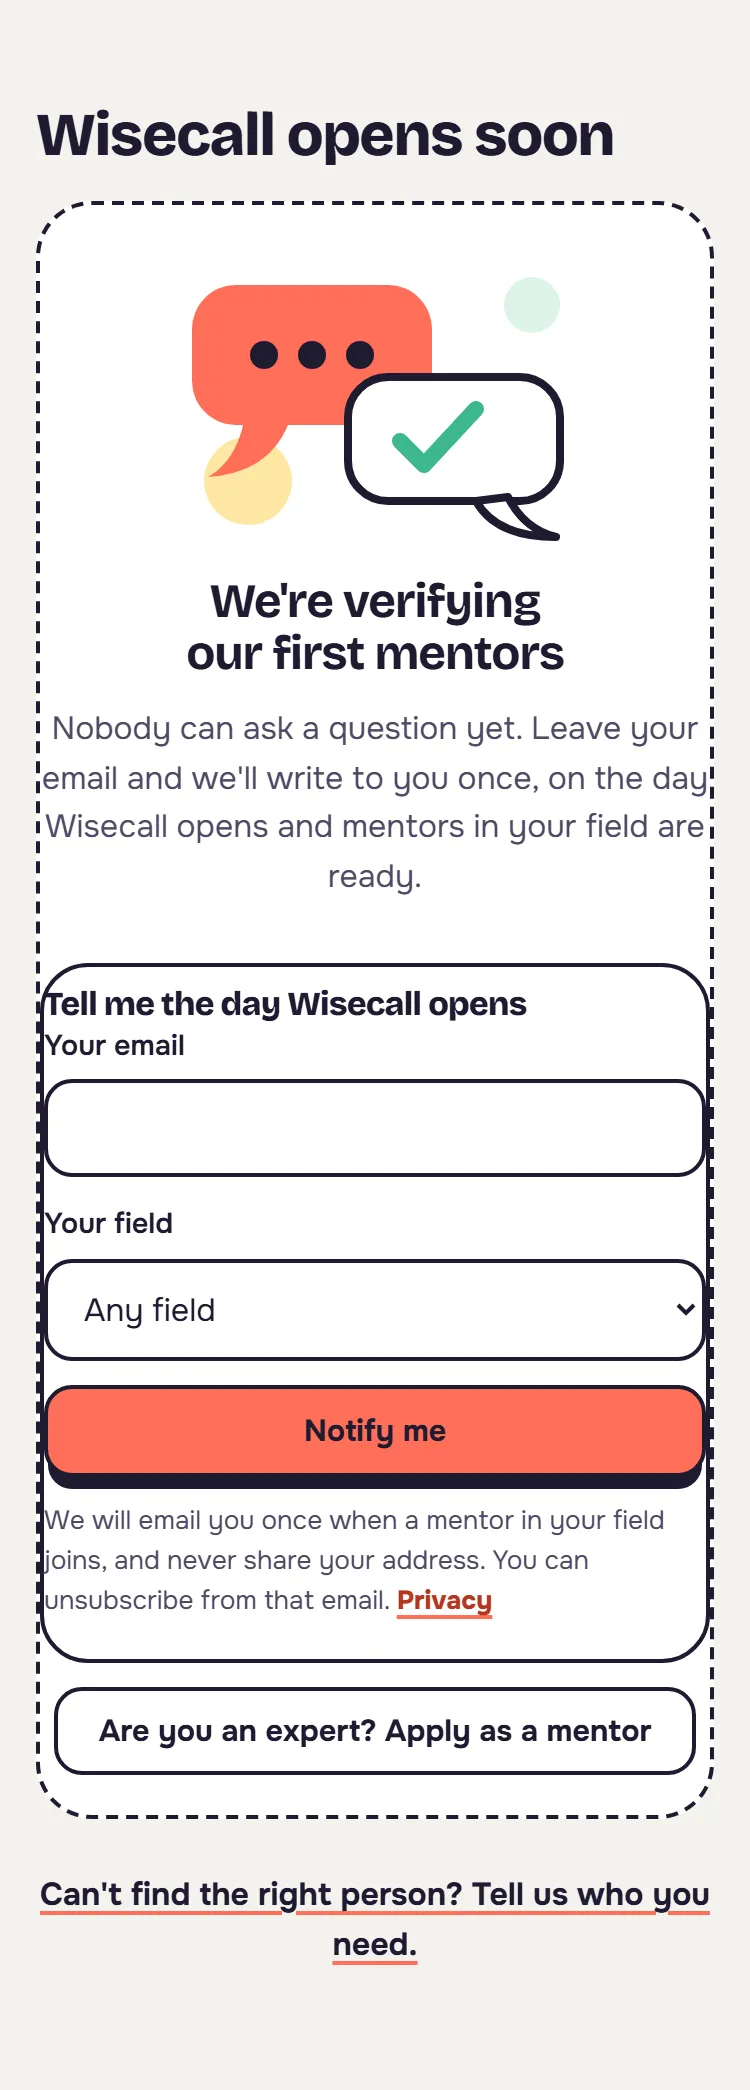 Wisecall opens soon
We're verifying
our first mentors
Nobody can ask a question yet. Leave your
email and we'll write to you once, on the day
Wisecall opens and mentors in your field are
ready.
Tell me the day Wisecall opens
Your email
Your field
Any field
Notify me
We will email you once when a mentor in your field
joins, and never share your address. You can
unsubscribe from that email. Privacy
Are you an expert? Apply as a mentor
Can't find the right person? Tell us who you
need.